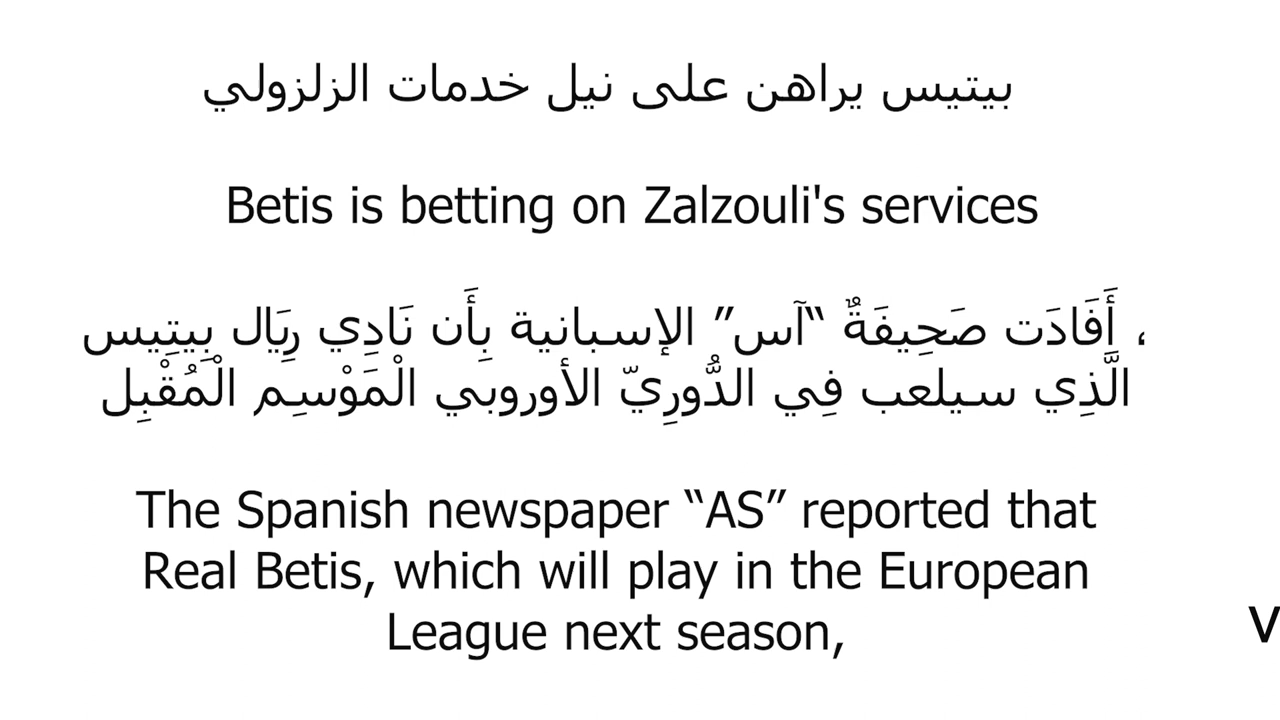 بيتيس يراهن على نيل خدمات الزلزولي
Betis is betting on Zalzouli's services
، أَفَادَت صَحِيفَةٌ “آس” الإسبانية بِأَن نَادِي رِيَال بِيتِيس
الَّذِي سيلعب فِي الدُّورِيّ الأوروبي الْمَوْسِم الْمُقْبِل
The Spanish newspaper “AS” reported that
Real Betis, which will play in the European
League next season,
v